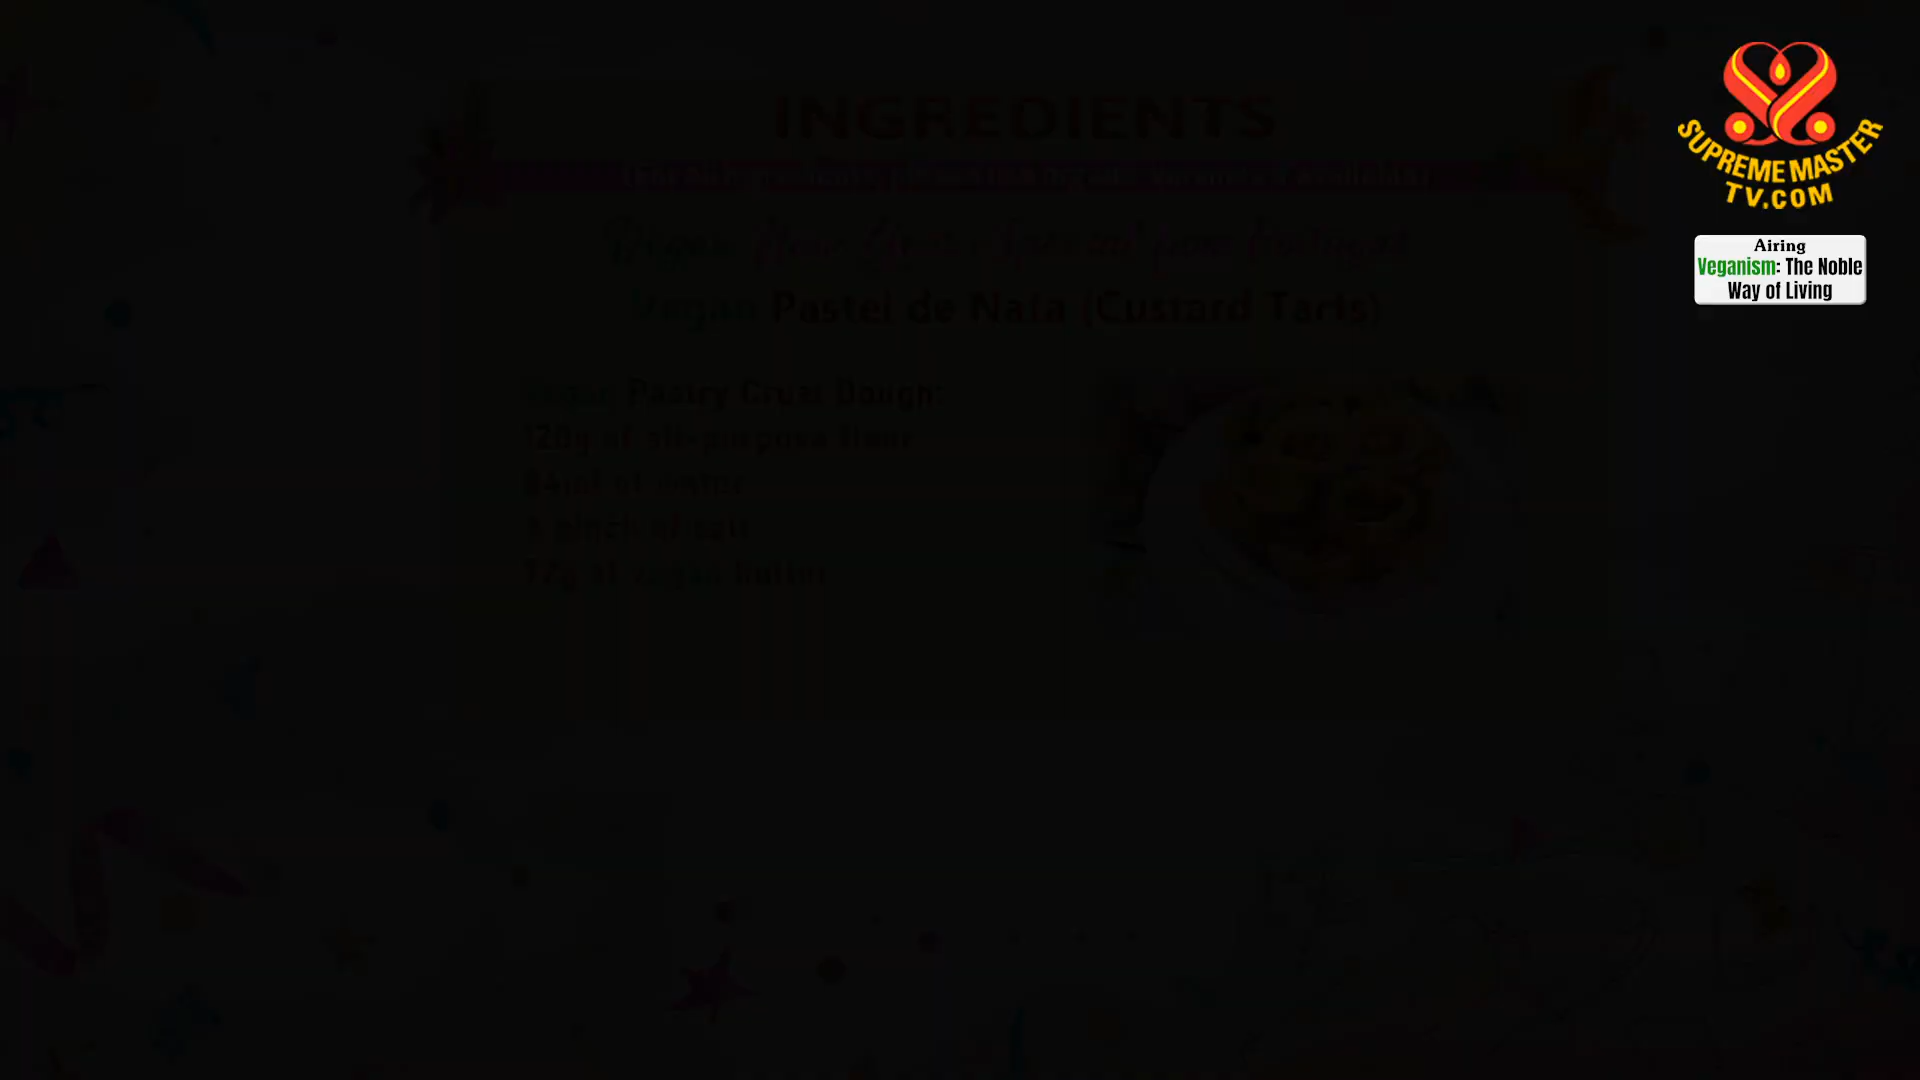 INGREDIENTS
Vegan Pastel de Nata (Custard Tarts)
Vegan Pastry Crust Dough:
120g of all-purpose flour
84ml of water
A pinch of salt
12g of vegan butter
SUPREME MASTER
TV.COM
Airing
Veganism: The Noble
Way of Living